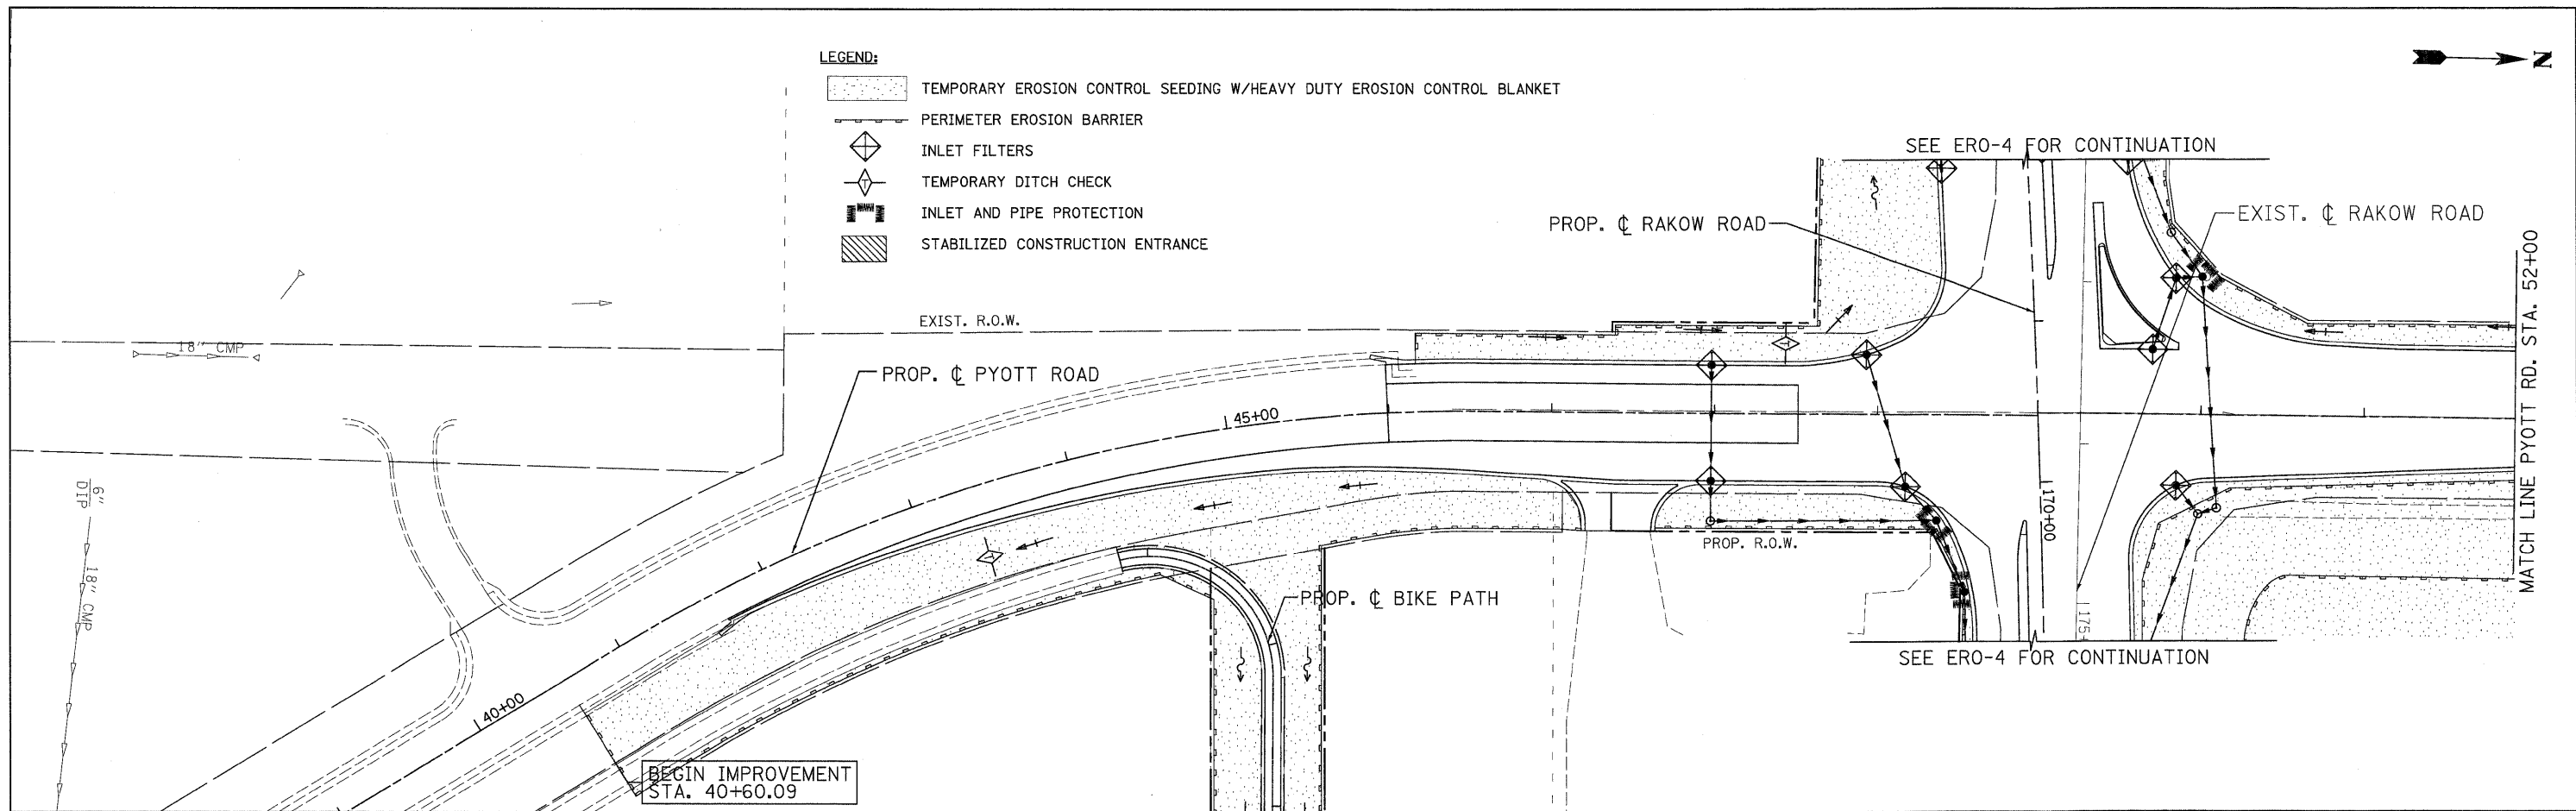 LEGEND:
TEMPORARY EROSION CONTROL SEEDING W/HEAVY DUTY EROSION CONTROL BLANKET
PERIMETER EROSION BARRIER
INLET FILTERS
T
TEMPORARY DITCH CHECK
INLET AND PIPE PROTECTION
STABILIZED CONSTRUCTION ENTRANCE
N
SEE ERO-4 FOR CONTINUATION
PROP. ℄ RAKOW ROAD
EXIST. ℄ RAKOW ROAD
MATCH LINE PYOTT RD. STA. 52+00
EXIST. R.O.W.
18" CMP
PROP. ℄ PYOTT ROAD
T
45+00
6"
DIP
18" CMP
170+00
T
PROP. R.O.W.
PROP. ℄ BIKE PATH
175+
SEE ERO-4 FOR CONTINUATION
40+00
BEGIN IMPROVEMENT
STA. 40+60.09